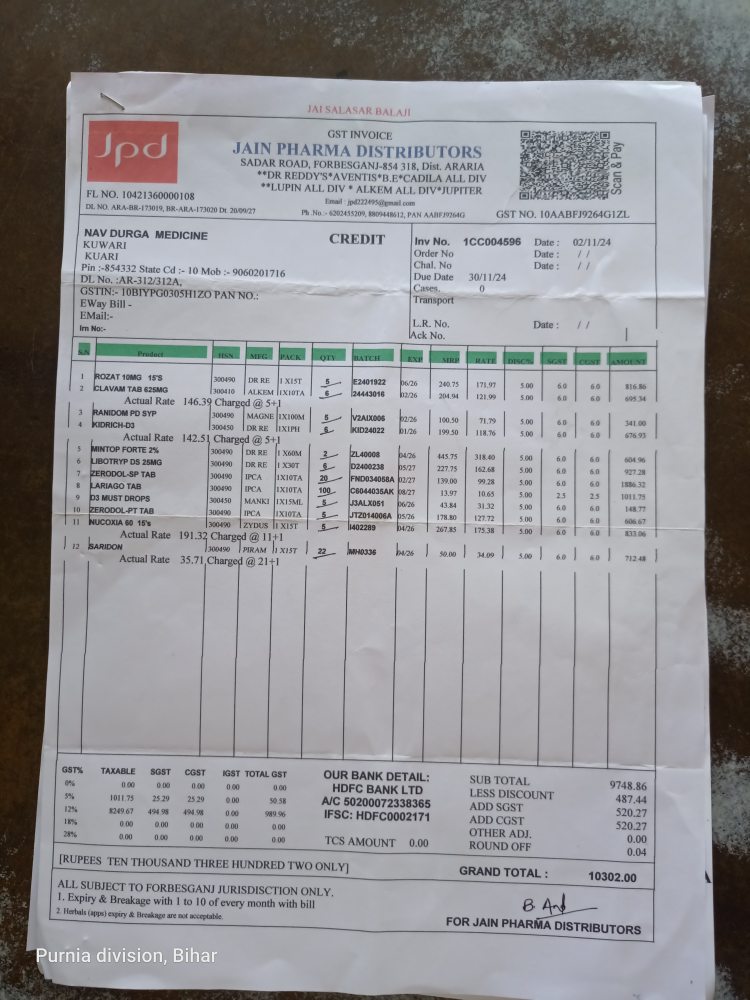 JAI SALASAR BALAJI
Jpd
GST INVOICE
JAIN PHARMA DISTRIBUTORS
SADAR ROAD, FORBESGANJ-854 318, Dist. ARARIA
**DR REDDY'S*AVENTIS*B.E*CADILA ALL DIV
**LUPIN ALL DIV * ALKEM ALL DIV*JUPITER
Email : jpd222495@gmail.com
Ph .No.:- 6202455209, 8809448612, PAN AABFJ9264G
Scan & Pay
FL NO. 10421360000108
DL NO. ARA-BR-173019, BR-ARA-173020 Dt. 20/09/27
GST NO. 10AABFJ9264G1ZL
NAV DURGA MEDICINE
KUWARI
KUARI
Pin :-854332 State Cd :- 10 Mob :- 9060201716
DL No. :AR-312/312A,
GSTIN:- 10BIYPG0305H1ZO PAN NO.:
EWay Bill -
EMail:-
Irn No:-
CREDIT
Inv No. 1CC004596 Date : 02/11/24
Order No Date : / /
Chal. No Date : / /
Due Date 30/11/24
Cases. 0
Transport
L.R. No. Date : / /
Ack No.
S.N Product HSN MFG PACK QTY BATCH EXP MRP RATE DISC% SGST CGST AMOUNT
1 ROZAT 10MG 15'S 300490 DR RE 1 X15T 5 E2401922 06/26 240.75 171.97 5.00 6.0 6.0 816.86
2 CLAVAM TAB 625MG 300410 ALKEM 1X10TA 6 24443016 02/26 204.94 121.99 5.00 6.0 6.0 695.34
Actual Rate 146.39 Charged @ 5+1
3 RANIDOM PD SYP 300490 MAGNE 1X100M 5 V2AIX006 02/26 100.50 71.79 5.00 6.0 6.0 341.00
4 KIDRICH-D3 300450 DR RE 1X1PH 6 KID24022 01/26 199.50 118.76 5.00 6.0 6.0 676.93
Actual Rate 142.51 Charged @ 5+1
5 MINTOP FORTE 2% 300490 DR RE 1 X60M 2 ZL40008 04/26 445.75 318.40 5.00 6.0 6.0 604.96
6 LIBOTRYP DS 25MG 300490 DR RE 1 X30T 6 D2400238 05/27 227.75 162.68 5.00 6.0 6.0 927.28
7 ZERODOL-SP TAB 300490 IPCA 1X10TA 20 FND034058A 02/27 139.00 99.28 5.00 6.0 6.0 1886.32
8 LARIAGO TAB 300490 IPCA 1X10TA 100 C604403SAK 08/27 13.97 10.65 5.00 2.5 2.5 1011.75
9 D3 MUST DROPS 300450 MANKI 1X15ML 5 J3ALX051 06/26 43.84 31.32 5.00 6.0 6.0 148.77
10 ZERODOL-PT TAB 300490 IPCA 1X10TA 5 JTZ014006A 05/26 178.80 127.72 5.00 6.0 6.0 606.67
11 NUCOXIA 60 15's 300490 ZYDUS 1 X15T 5 I402289 04/26 267.85 175.38 5.00 6.0 6.0 833.06
Actual Rate 191.32 Charged @ 11+1
12 SARIDON 300490 PIRAM 1 X15T 22 MH0336 04/26 50.00 34.09 5.00 6.0 6.0 712.48
Actual Rate 35.71 Charged @ 21+1
GST% TAXABLE SGST CGST IGST TOTAL GST
0% 0.00 0.00 0.00 0.00 0.00
5% 1011.75 25.29 25.29 0.00 50.58
12% 8249.67 494.98 494.98 0.00 989.96
18% 0.00 0.00 0.00 0.00 0.00
28% 0.00 0.00 0.00 0.00 0.00
OUR BANK DETAIL:
HDFC BANK LTD
A/C 50200072338365
IFSC: HDFC0002171
TCS AMOUNT 0.00
SUB TOTAL 9748.86
LESS DISCOUNT 487.44
ADD SGST 520.27
ADD CGST 520.27
OTHER ADJ. 0.00
ROUND OFF 0.04
[RUPEES TEN THOUSAND THREE HUNDRED TWO ONLY]
GRAND TOTAL : 10302.00
ALL SUBJECT TO FORBESGANJ JURISDISCTION ONLY.
1. Expiry & Breakage with 1 to 10 of every month with bill
2. Herbals (apps) expiry & Breakage are not acceptable.
FOR JAIN PHARMA DISTRIBUTORS
Purnia division, Bihar